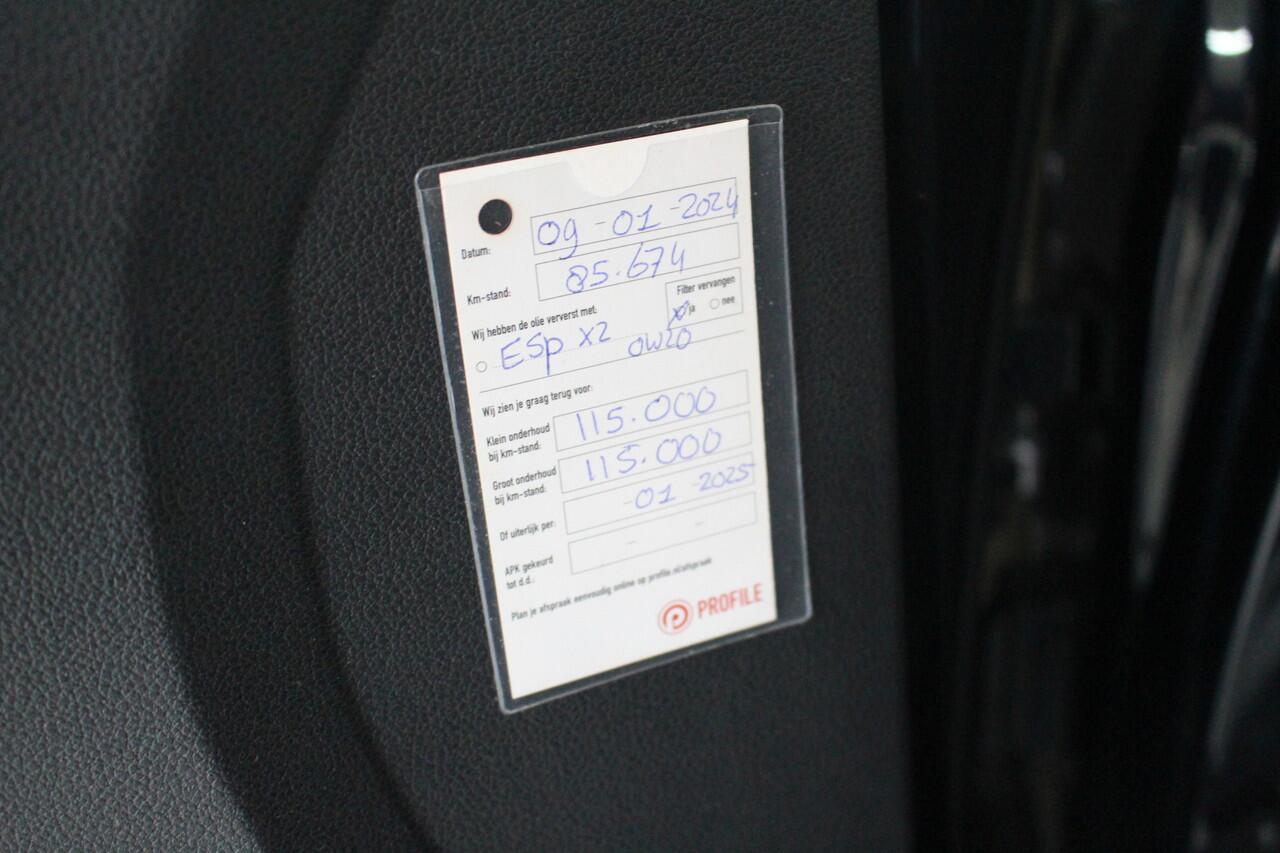 Datum: 09-01-2024
Km-stand: 85.674
Wij hebben de olie ververst met:
Filter vervangen
ja nee
ESp x2 0W20
Wij zien je graag terug voor:
Klein onderhoud
bij km-stand: 115.000
Groot onderhoud
bij km-stand: 115.000
Of uiterlijk per: -01 2025
APK gekeurd
tot d.d.: - -
Plan je afspraak eenvoudig online op profile.nl/afspraak
PROFILE